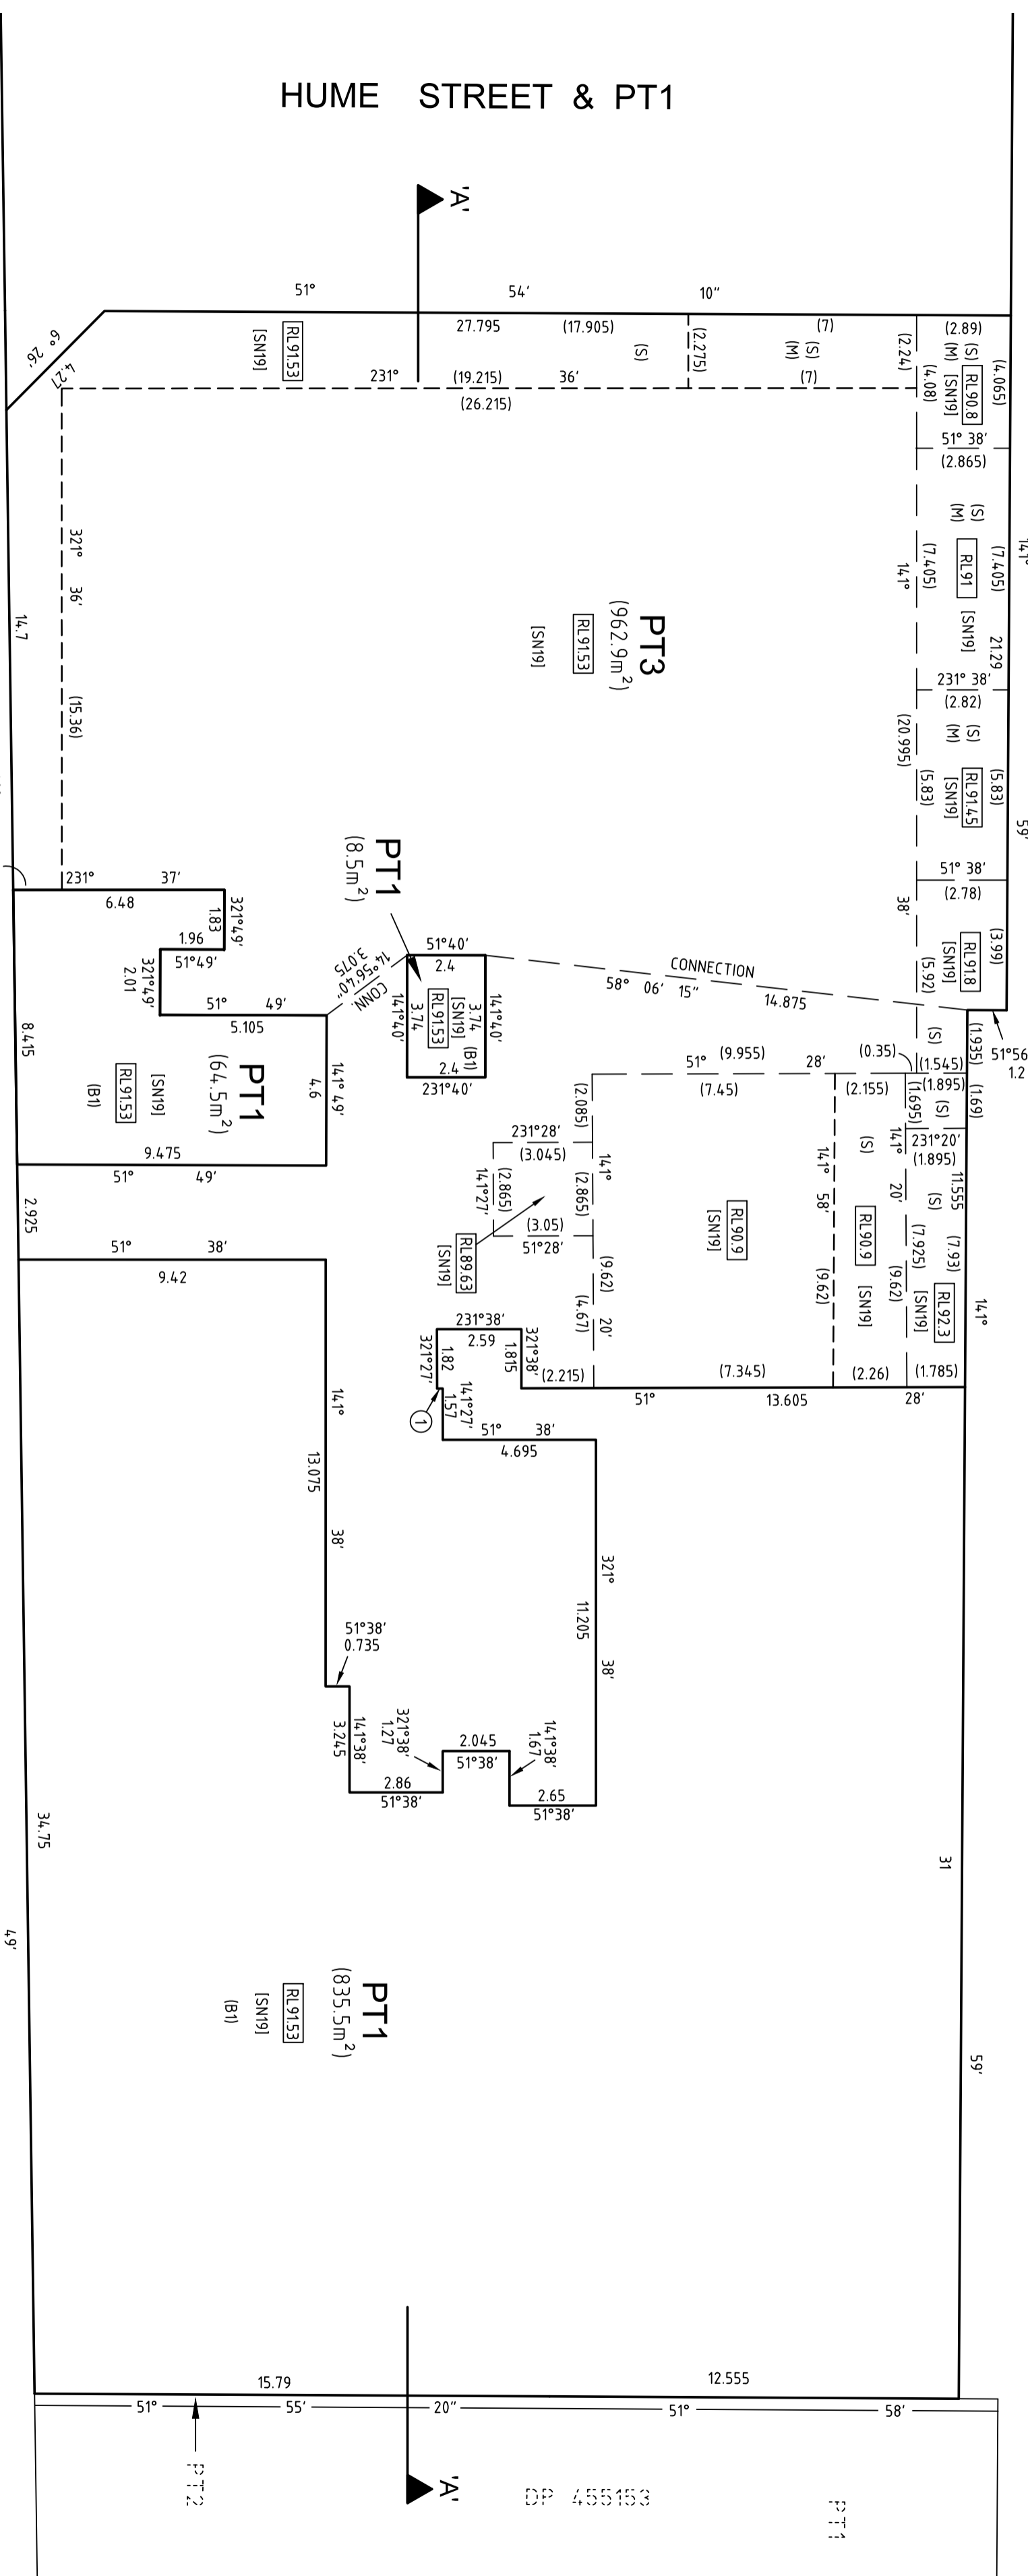 HUME STREET & PT1
'A'
51° 54' 10"
27.795 (17.905) (S) (2.275) (7) (S) (M) (2.24) (2.89)
RL91.53
[SN19]
231° (19.215) 36' (7)
(26.215)
6° 26'
4.27
(S)
(M)
RL90.8
[SN19]
(4.065)
(4.08)
51° 38'
(2.865)
(S)
(M)
RL91
[SN19]
(7.405)
(7.405)
141°
141°
21.29
231° 38'
(2.82)
(S)
(M)
RL91.45
[SN19]
(5.83)
(5.83)
(20.995)
59'
51° 38'
(2.78)
38'
RL91.8
[SN19]
(3.99)
(5.92)
321° 36'
(15.36)
14.7
PT3
(962.9m²)
RL91.53
[SN19]
PT1
(8.5m²)
231° 37'
6.48
321°49'
1.83
1.96
51°49'
321°49'
2.01
51° 49'
5.105
14°56'40" CONN.
3.075
51°40'
2.4
141°40'
3.74
RL91.53
[SN19]
3.74
(B1)
141°40'
2.4
231°40'
CONNECTION
58° 06' 15" 14.875
51°56
1.2
(1.935)
(S)
(0.35)
(1.545)
(1.895)
(1.695)
(S)
(1.69)
51° (9.955) 28'
(7.45)
(2.155)
231°20'
(1.895)
8.415
PT1
(64.5m²)
[SN19]
RL91.53
(B1)
141° 49'
4.6
9.475
51° 49'
2.925
(2.085)
231°28'
(3.045)
141°27'
(2.865)
(2.865)
141°
(3.05)
51°28'
RL89.63
[SN19]
(9.62)
(4.67)
20'
RL90.9
[SN19]
141° 58' (9.62)
(S)
RL90.9
[SN19]
141° 20'
(9.62)
(S)
(7.925)
11.555
(7.93)
RL92.3
[SN19]
141°
51° 38'
9.42
231°38'
2.59
321°27'
1.82
1.815
321°38'
(2.215)
(7.345)
(2.26)
(1.785)
51° 13.605 28'
1
1.57
141°27'
51° 38'
4.695
141°
13.075
38'
321°
11.205
38'
51°38'
0.735
3.245
141°38'
321°38'
1.27
2.86
51°38'
2.045
51°38'
141°38'
1.67
2.65
51°38'
34.75
31
49'
PT1
(835.5m²)
RL91.53
[SN19]
(B1)
59'
15.79
12.555
51° 55' 20" 51° 58'
PT2
'A'
DP 455153
PT1